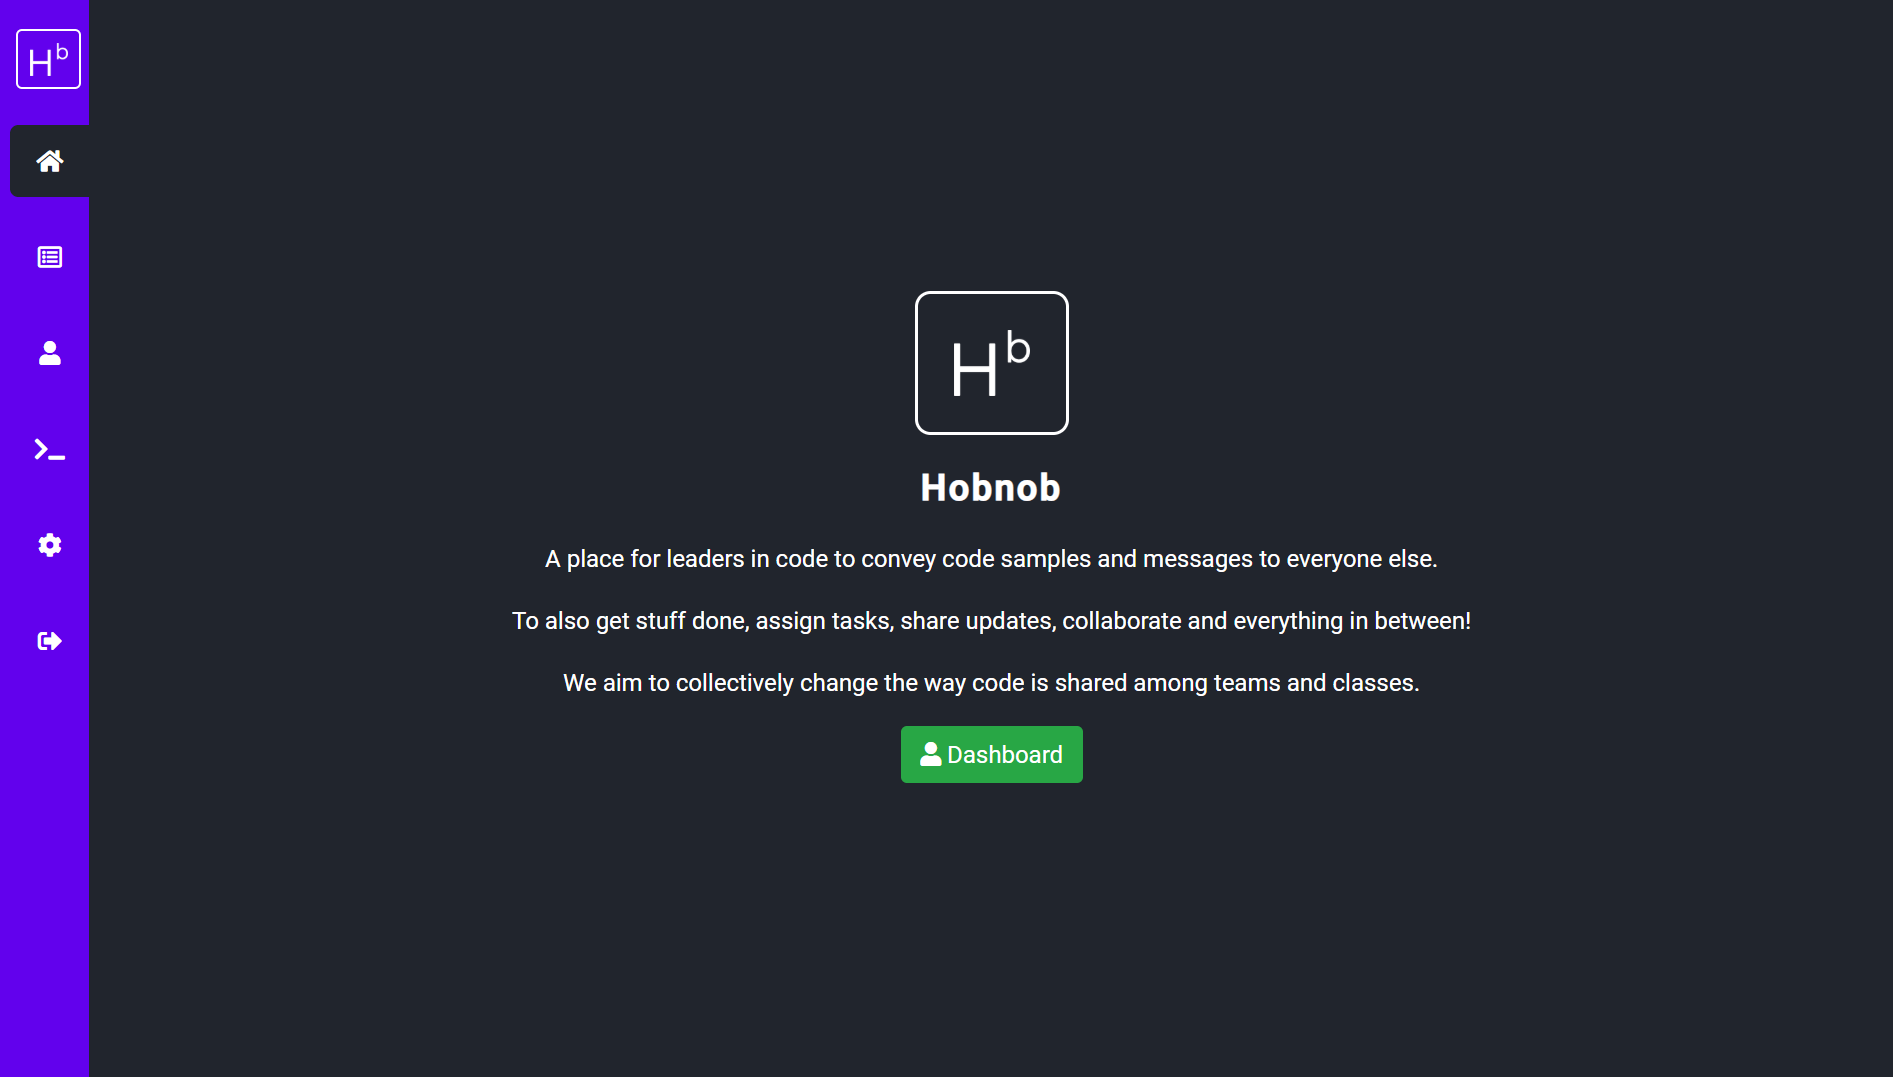 Hb
Hb
Hobnob
A place for leaders in code to convey code samples and messages to everyone else.
To also get stuff done, assign tasks, share updates, collaborate and everything in between!
We aim to collectively change the way code is shared among teams and classes.
Dashboard